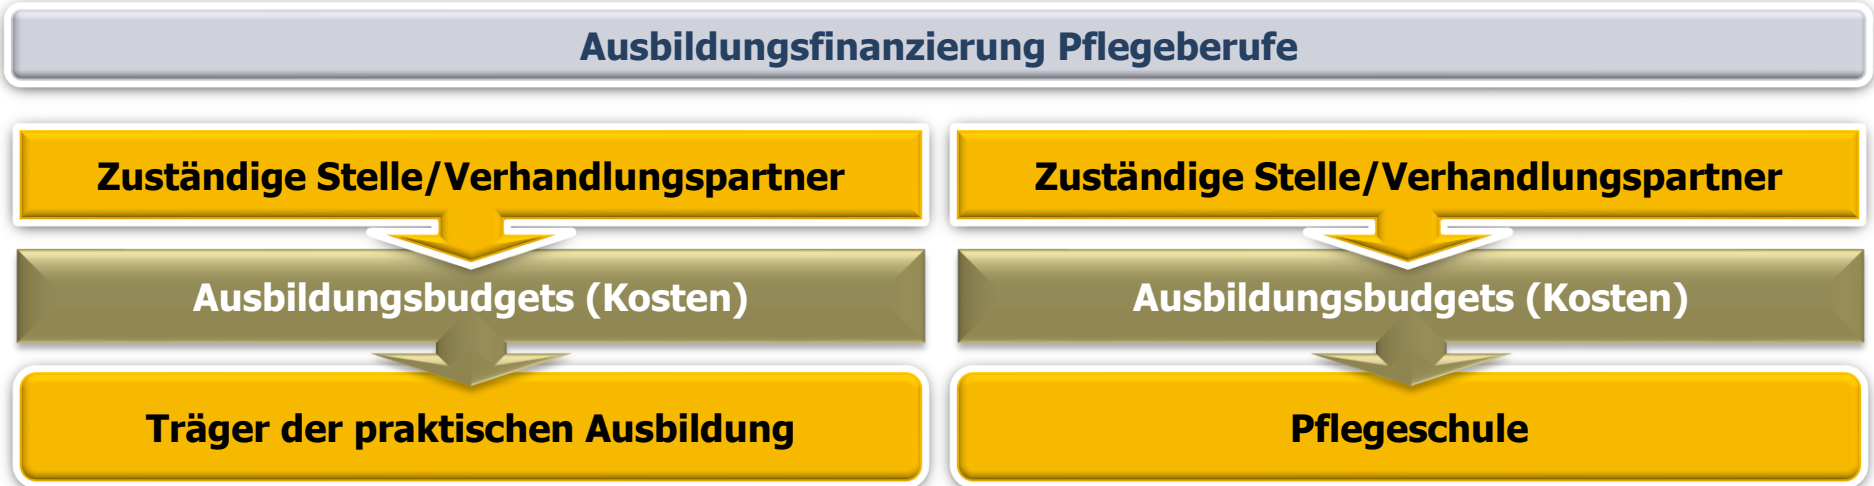 Ausbildungsfinanzierung Pflegeberufe
Zuständige Stelle/Verhandlungspartner
Ausbildungsbudgets (Kosten)
Träger der praktischen Ausbildung
Zuständige Stelle/Verhandlungspartner
Ausbildungsbudgets (Kosten)
Pflegeschule